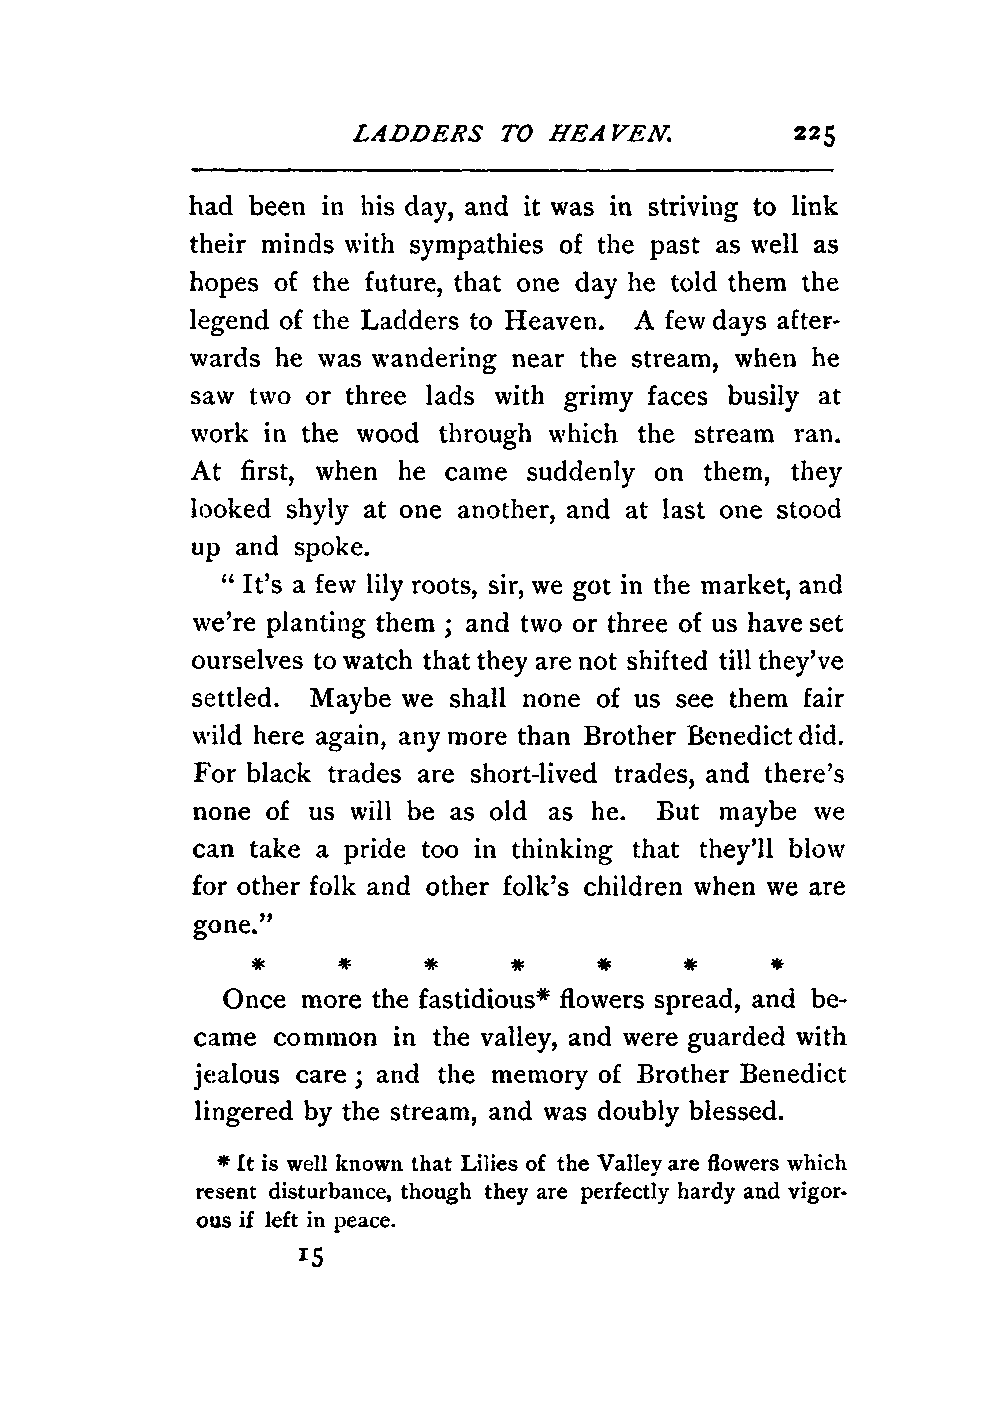 LADDERS TO HEAVEN. 225
had been in his day, and it was in striving to link
their minds with sympathies of the past as well as
hopes of the future, that one day he told them the
legend of the Ladders to Heaven. A few days after-
wards he was wandering near the stream, when he
saw two or three lads with grimy faces busily at
work in the wood through which the stream ran.
At first, when he came suddenly on them, they
looked shyly at one another, and at last one stood
up and spoke.
“ It’s a few lily roots, sir, we got in the market, and
we’re planting them ; and two or three of us have set
ourselves to watch that they are not shifted till they’ve
settled. Maybe we shall none of us see them fair
wild here again, any more than Brother Benedict did.
For black trades are short-lived trades, and there’s
none of us will be as old as he. But maybe we
can take a pride too in thinking that they’ll blow
for other folk and other folk’s children when we are
gone.”
* * * * * * *
Once more the fastidious* flowers spread, and be-
came common in the valley, and were guarded with
jealous care ; and the memory of Brother Benedict
lingered by the stream, and was doubly blessed.
* It is well known that Lilies of the Valley are flowers which
resent disturbance, though they are perfectly hardy and vigor-
ous if left in peace.
15